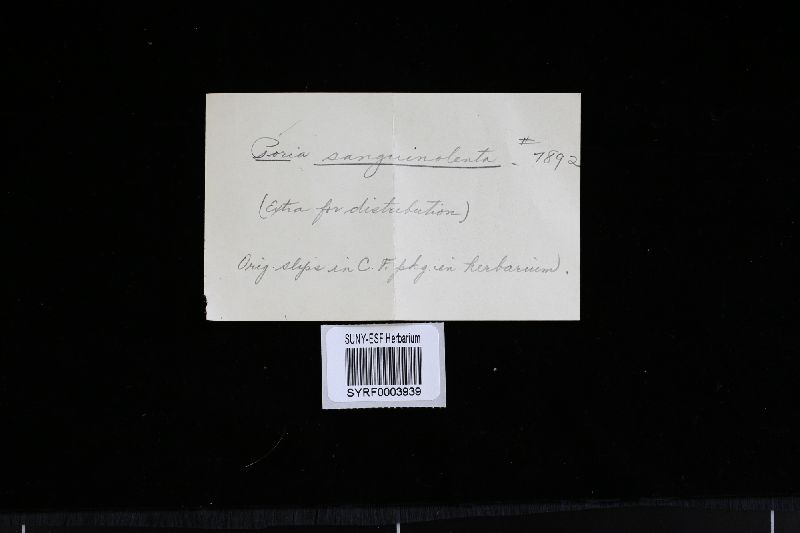 Poria sanguinolenta. # 7892
(Extra for distribution)
Orig. slips in C. F. pkg. in herbarium.
SUNY-ESF Herbarium
SYRF0003939